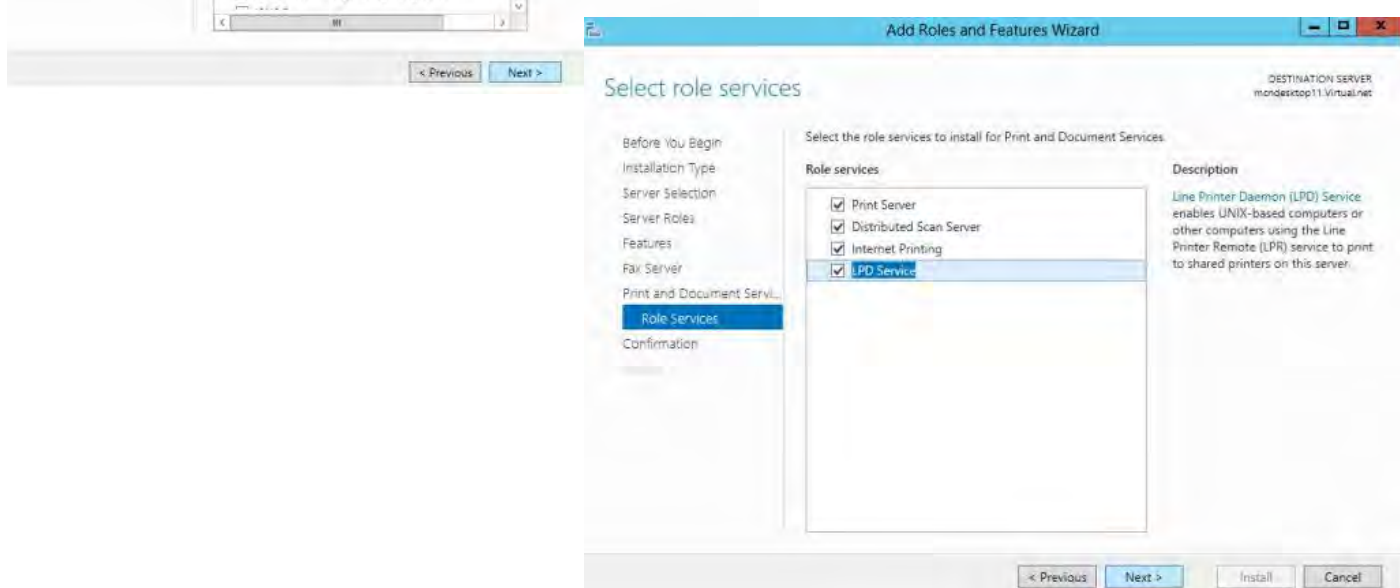 < Previous
Next >
Add Roles and Features Wizard
Select role services
DESTINATION SERVER
mondesktop11.Virtual.net
Before You Begin
Installation Type
Server Selection
Server Roles
Features
Fax Server
Print and Document Servi...
Role Services
Confirmation
Select the role services to install for Print and Document Services
Role services
Print Server
Distributed Scan Server
Internet Printing
LPD Service
Description
Line Printer Daemon (LPD) Service
enables UNIX-based computers or
other computers using the Line
Printer Remote (LPR) service to print
to shared printers on this server.
< Previous
Next >
Install
Cancel